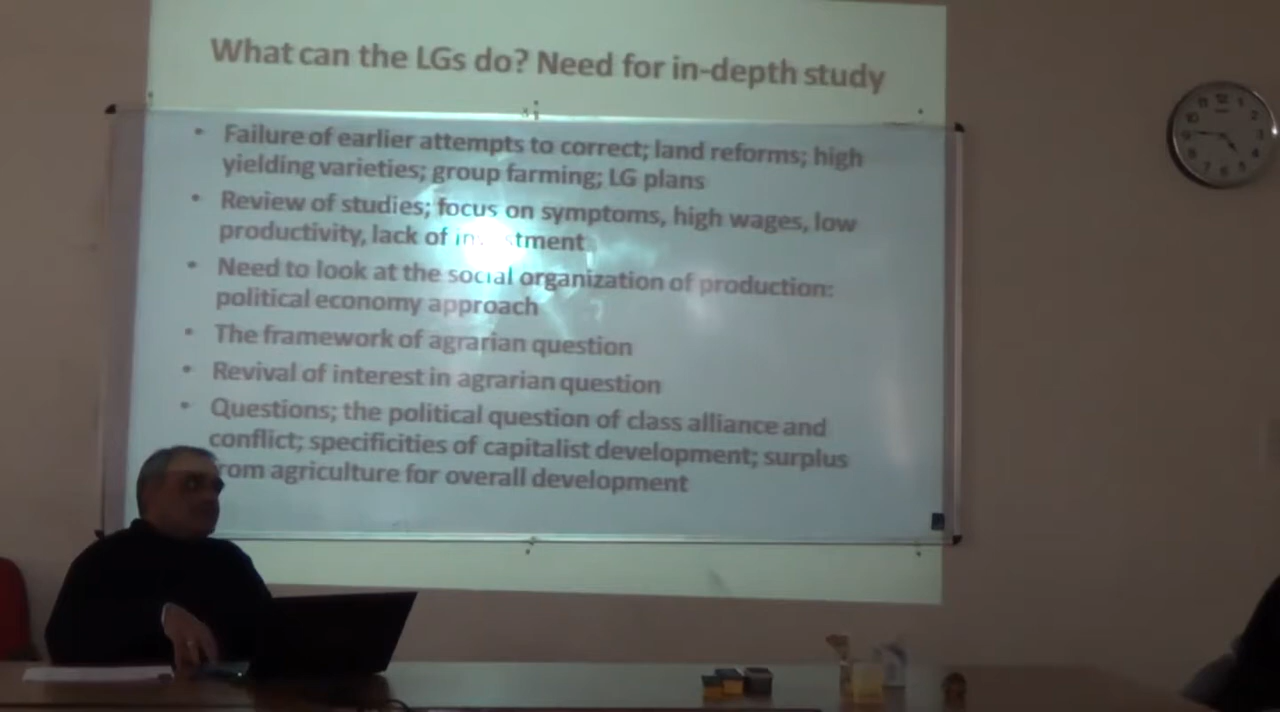 What can the LGs do? Need for in-depth study
• Failure of earlier attempts to correct; land reforms; high
yielding varieties; group farming; LG plans
• Review of studies; focus on symptoms, high wages, low
productivity, lack of
• Need to look at the social organization of production:
political economy approach
• The framework of agrarian question
• Revival of interest in agrarian question
• Questions; the political question of class alliance and
conflict; specificities of capitalist development; surplus
from agriculture for overall development